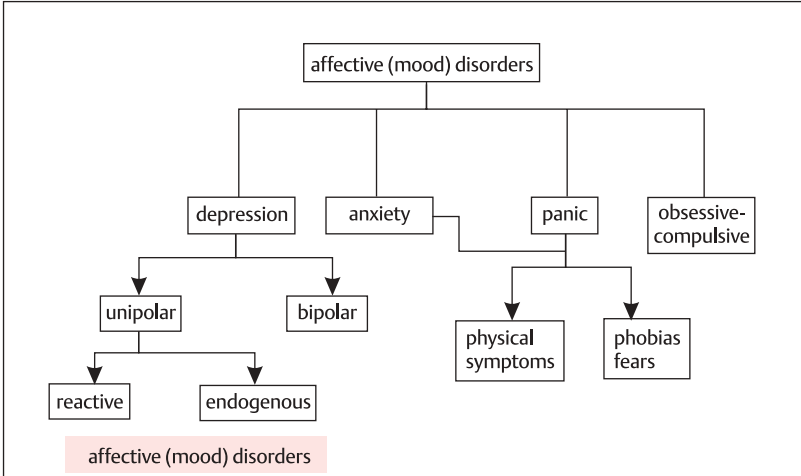 affective (mood) disorders
depression
anxiety
panic
obsessive-
compulsive
unipolar
bipolar
physical
symptoms
phobias
fears
reactive
endogenous
affective (mood) disorders